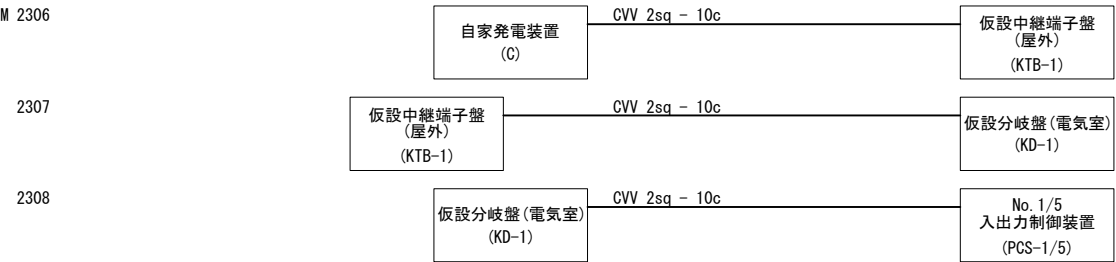 M 2306
CVV 2sq - 10c
自家発電装置
(C)
仮設中継端子盤
(屋外)
(KTB-1)
2307
CVV 2sq - 10c
仮設中継端子盤
(屋外)
(KTB-1)
仮設分岐盤(電気室)
(KD-1)
2308
CVV 2sq - 10c
仮設分岐盤(電気室)
(KD-1)
No.1/5
入出力制御装置
(PCS-1/5)